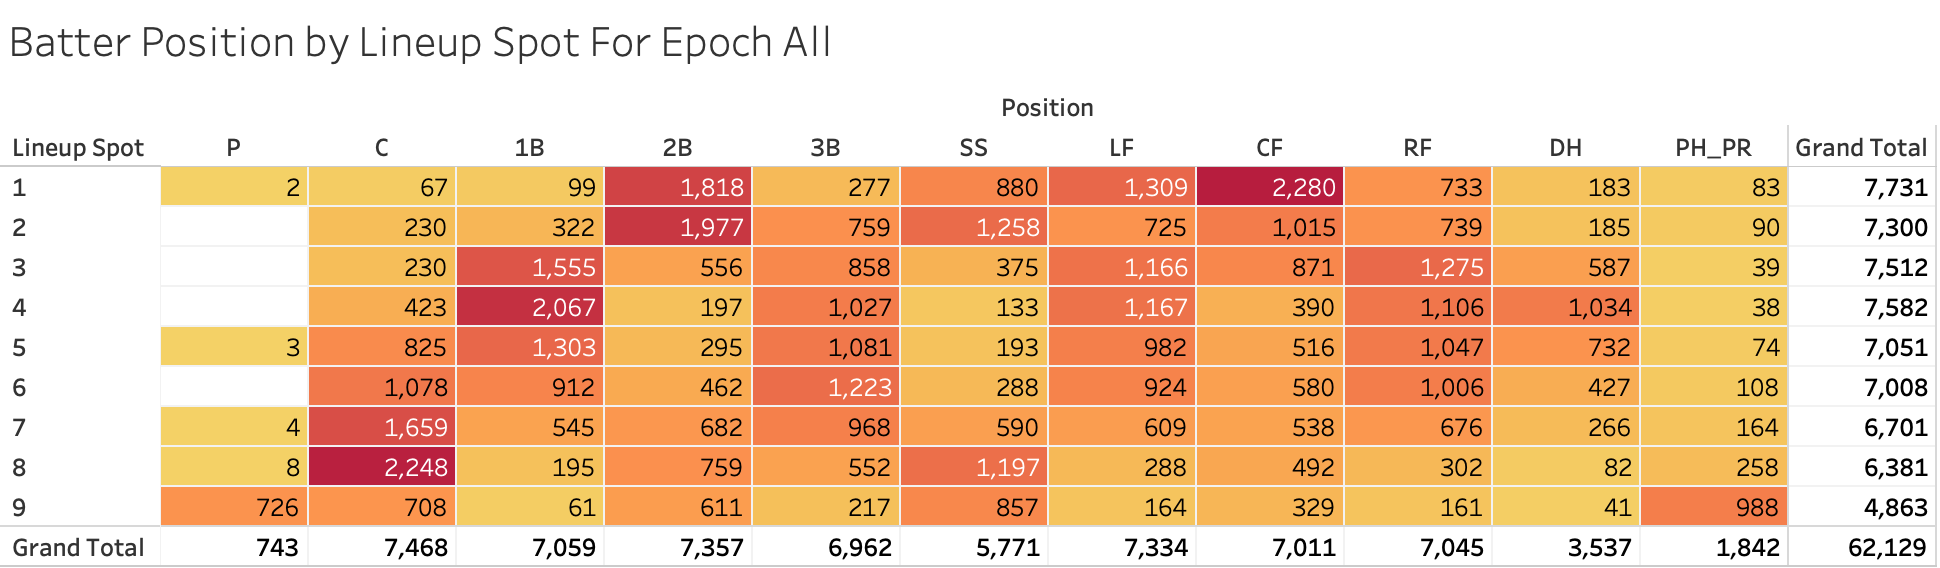 Batter Position by Lineup Spot For Epoch All
Position
Lineup Spot P C 1B 2B 3B SS LF CF RF DH PH_PR Grand Total
1 2 67 99 1,818 277 880 1,309 2,280 733 183 83 7,731
2 230 322 1,977 759 1,258 725 1,015 739 185 90 7,300
3 230 1,555 556 858 375 1,166 871 1,275 587 39 7,512
4 423 2,067 197 1,027 133 1,167 390 1,106 1,034 38 7,582
5 3 825 1,303 295 1,081 193 982 516 1,047 732 74 7,051
6 1,078 912 462 1,223 288 924 580 1,006 427 108 7,008
7 4 1,659 545 682 968 590 609 538 676 266 164 6,701
8 8 2,248 195 759 552 1,197 288 492 302 82 258 6,381
9 726 708 61 611 217 857 164 329 161 41 988 4,863
Grand Total 743 7,468 7,059 7,357 6,962 5,771 7,334 7,011 7,045 3,537 1,842 62,129